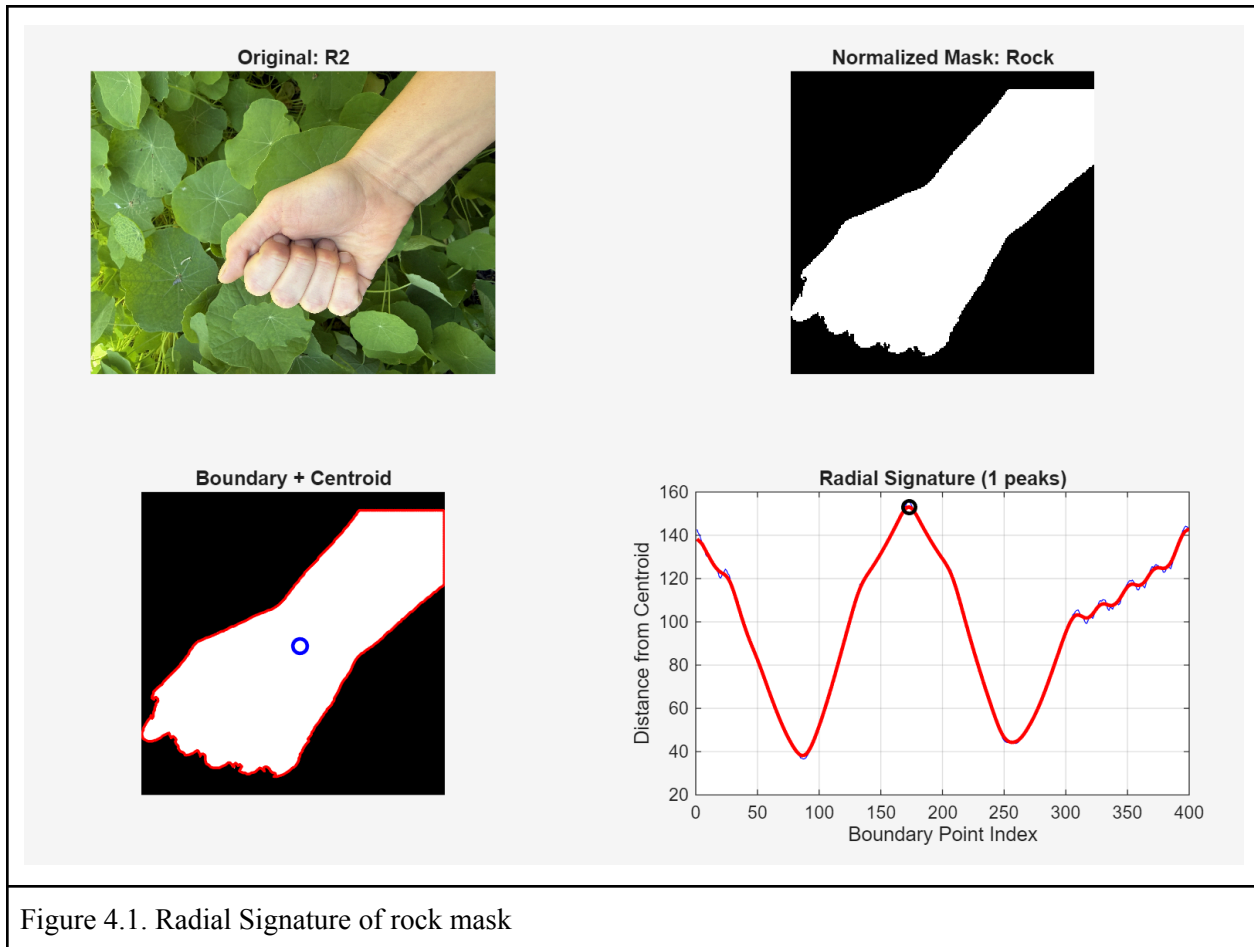 Original: R2
Normalized Mask: Rock
Boundary + Centroid
Radial Signature (1 peaks)
Distance from Centroid
160
140
120
100
80
60
40
20
0 50 100 150 200 250 300 350 400
Boundary Point Index
Figure 4.1. Radial Signature of rock mask